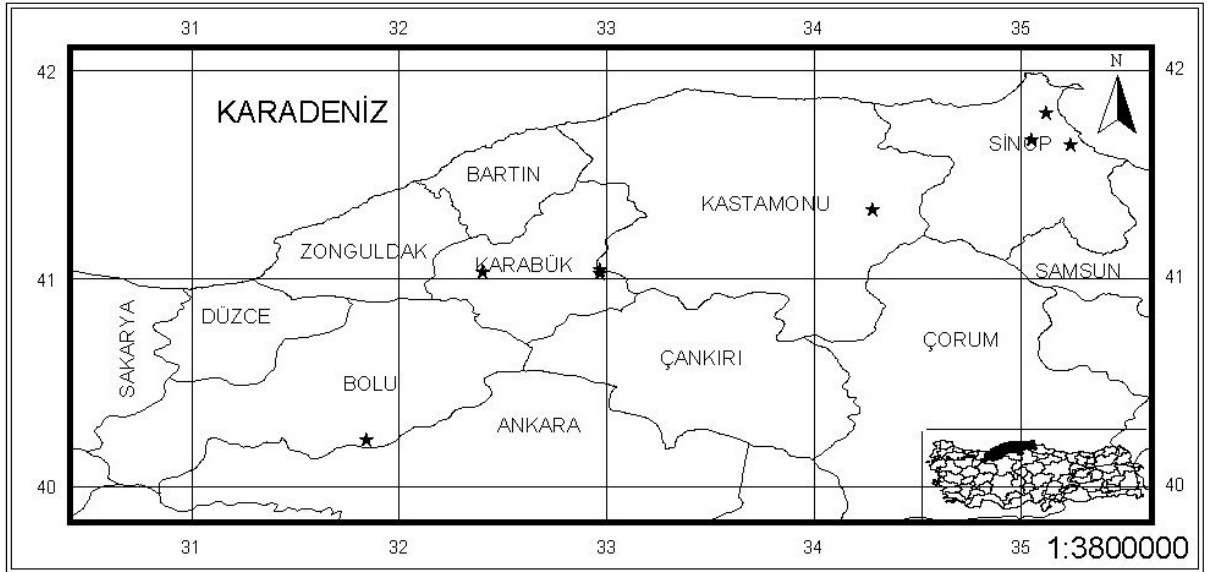 31 32 33 34 35
42 42
N
KARADENİZ
SİNOP
BARTIN
KASTAMONU
ZONGULDAK
KARABÜK
SAMSUN
41 41
DÜZCE
SAKARYA
ÇORUM
ÇANKIRI
BOLU
ANKARA
40 40
31 32 33 34 35
1:3800000